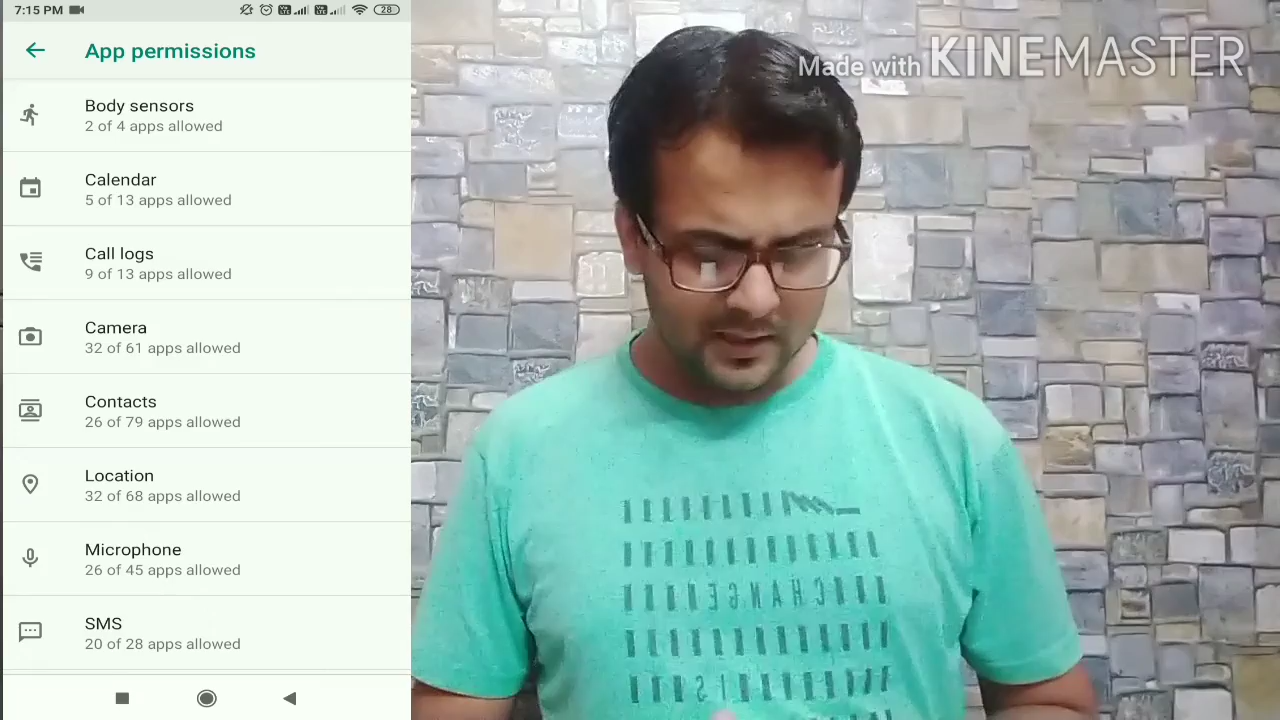 7:15 PM
28
App permissions
Body sensors
2 of 4 apps allowed
Calendar
5 of 13 apps allowed
Call logs
9 of 13 apps allowed
Camera
32 of 61 apps allowed
Contacts
26 of 79 apps allowed
Location
32 of 68 apps allowed
Microphone
26 of 45 apps allowed
SMS
20 of 28 apps allowed
Made with KINEMASTER
CHANGE